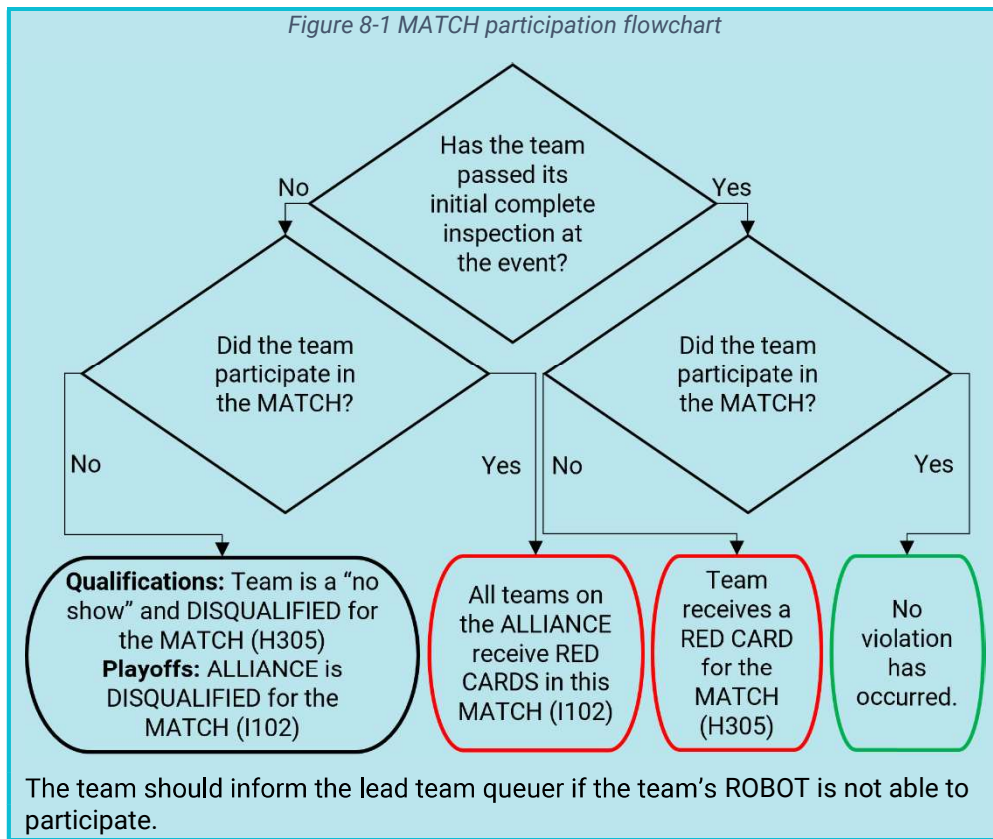 Figure 8-1 MATCH participation flowchart
Has the team
passed its
initial complete
inspection at
the event?
No
Yes
Did the team
participate in
the MATCH?
Did the team
participate in
the MATCH?
No
Yes
No
Yes
Qualifications: Team is a “no
show” and DISQUALIFIED for
the MATCH (H305)
Playoffs: ALLIANCE is
DISQUALIFIED for the
MATCH (I102)
All teams on
the ALLIANCE
receive RED
CARDS in this
MATCH (I102)
Team
receives a
RED CARD
for the
MATCH
(H305)
No
violation
has
occurred.
The team should inform the lead team queuer if the team’s ROBOT is not able to
participate.